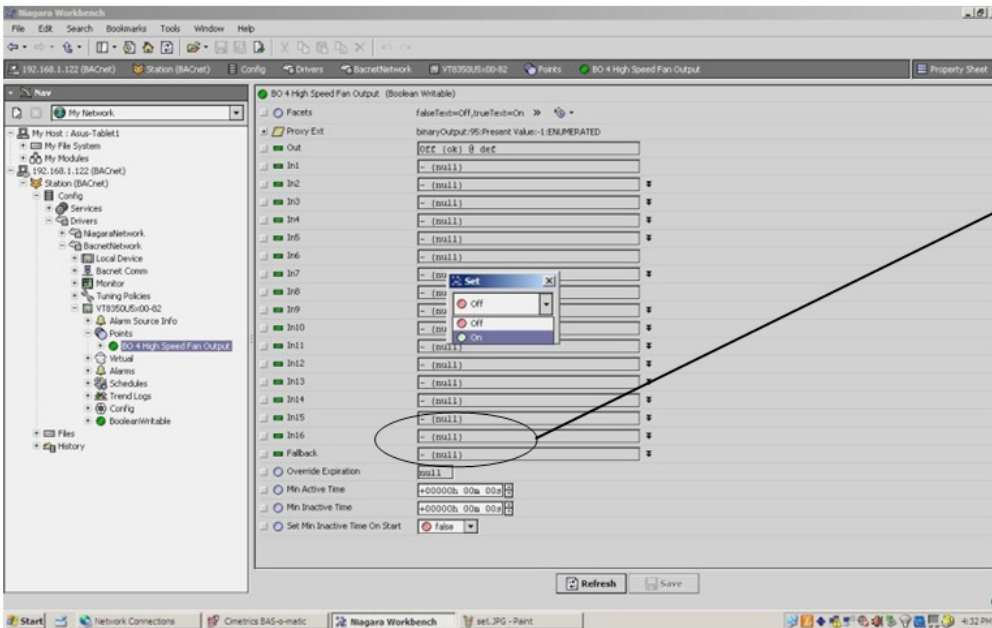 Niagara Workbench
File Edit Search Bookmarks Tools Window Help
192.168.1.122 (BACnet) Station (BACnet) Config Drivers BacnetNetwork VT8350U5x00-82 Points BO 4 High Speed Fan Output Property Sheet
Nav
My Network
My Host : Asus-Tablet1
My File System
My Modules
192.168.1.122 (BACnet)
Station (BACnet)
Config
Services
Drivers
NiagaraNetwork
BacnetNetwork
Local Device
Bacnet Comm
Monitor
Tuning Policies
VT8350U5x00-82
Alarm Source Info
Points
BO 4 High Speed Fan Output
Virtual
Alarms
Schedules
Trend Logs
Config
BooleanWritable
Files
History
BO 4 High Speed Fan Output (Boolean Writable)
Facets falseText=Off,trueText=On »
Proxy Ext binaryOutput:95:Present Value:-1:ENUMERATED
Out Off (ok) @ def
In1 - (null)
In2 - (null)
In3 - (null)
In4 - (null)
In5 - (null)
In6 - (null)
In7 - (nu
In8 - (nu
In9 - (nu
In10 - (nu
In11 - (null)
In12 - (null)
In13 - (null)
In14 - (null)
In15 - (null)
In16 - (null)
Fallback - (null)
Override Expiration null
Min Active Time +00000h 00m 00s
Min Inactive Time +00000h 00m 00s
Set Min Inactive Time On Start false
Set
Off
Off
On
Refresh Save
Start Network Connections Cimetrics BAS-o-matic Niagara Workbench set.JPG - Paint 4:32 PM